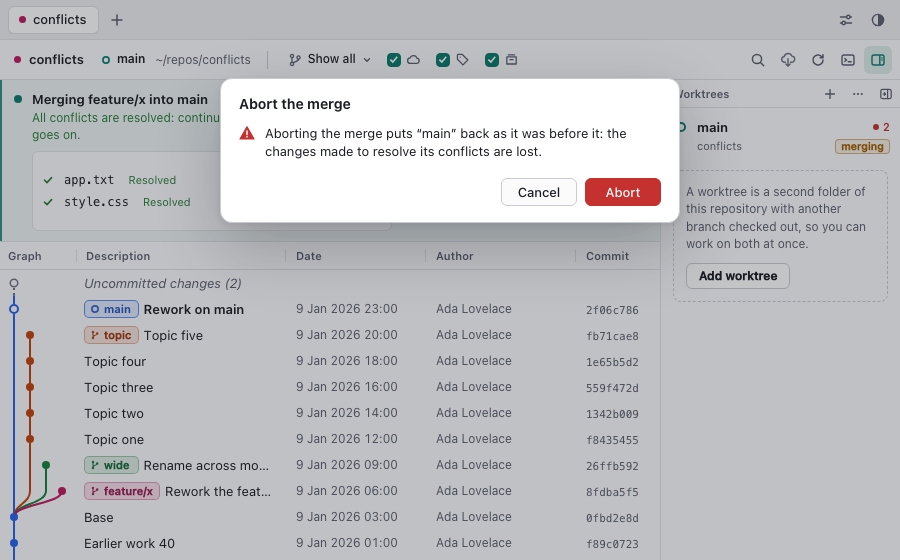 conflicts
conflicts main ~/repos/conflicts Show all
Merging feature/x into main
All conflicts are resolved: continu
goes on.
app.txt Resolved
style.css Resolved
Abort the merge
Aborting the merge puts “main” back as it was before it: the
changes made to resolve its conflicts are lost.
Cancel Abort
Worktrees
main 2
conflicts merging
A worktree is a second folder of
this repository with another
branch checked out, so you can
work on both at once.
Add worktree
Graph Description Date Author Commit
Uncommitted changes (2)
main Rework on main 9 Jan 2026 23:00 Ada Lovelace 2f06c786
topic Topic five 9 Jan 2026 20:00 Ada Lovelace fb71cae8
Topic four 9 Jan 2026 18:00 Ada Lovelace 1e65b5d2
Topic three 9 Jan 2026 16:00 Ada Lovelace 559f472d
Topic two 9 Jan 2026 14:00 Ada Lovelace 1342b009
Topic one 9 Jan 2026 12:00 Ada Lovelace f8435455
wide Rename across mo... 9 Jan 2026 09:00 Ada Lovelace 26ffb592
feature/x Rework the feat... 9 Jan 2026 06:00 Ada Lovelace 8fdba5f5
Base 9 Jan 2026 03:00 Ada Lovelace 0fbd2e8d
Earlier work 40 9 Jan 2026 01:00 Ada Lovelace f89c0723